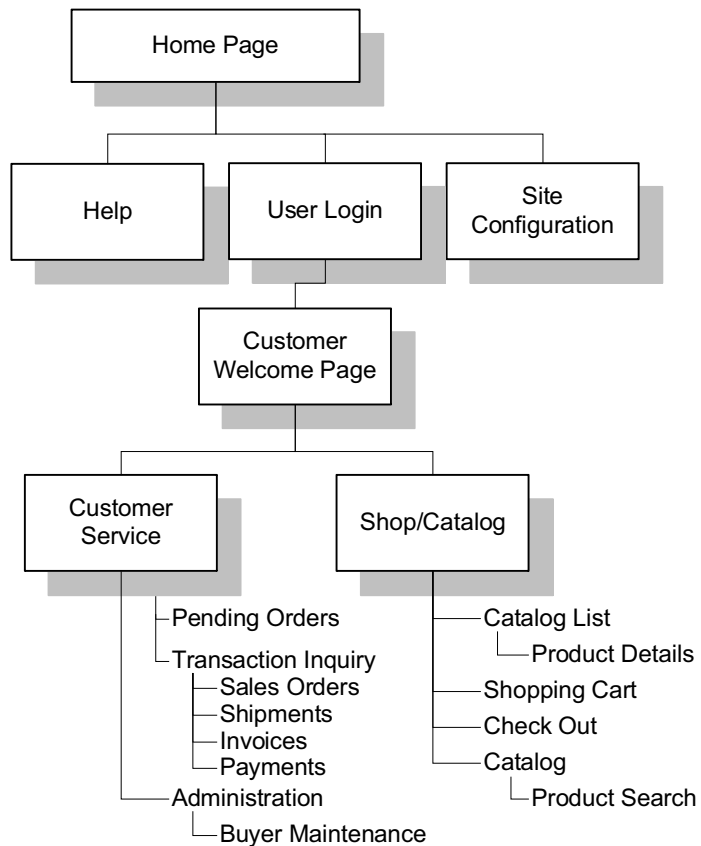 Home Page
Help
User Login
Site
Configuration
Customer
Welcome Page
Customer
Service
Shop/Catalog
Pending Orders
Transaction Inquiry
Sales Orders
Shipments
Invoices
Payments
Administration
Buyer Maintenance
Catalog List
Product Details
Shopping Cart
Check Out
Catalog
Product Search